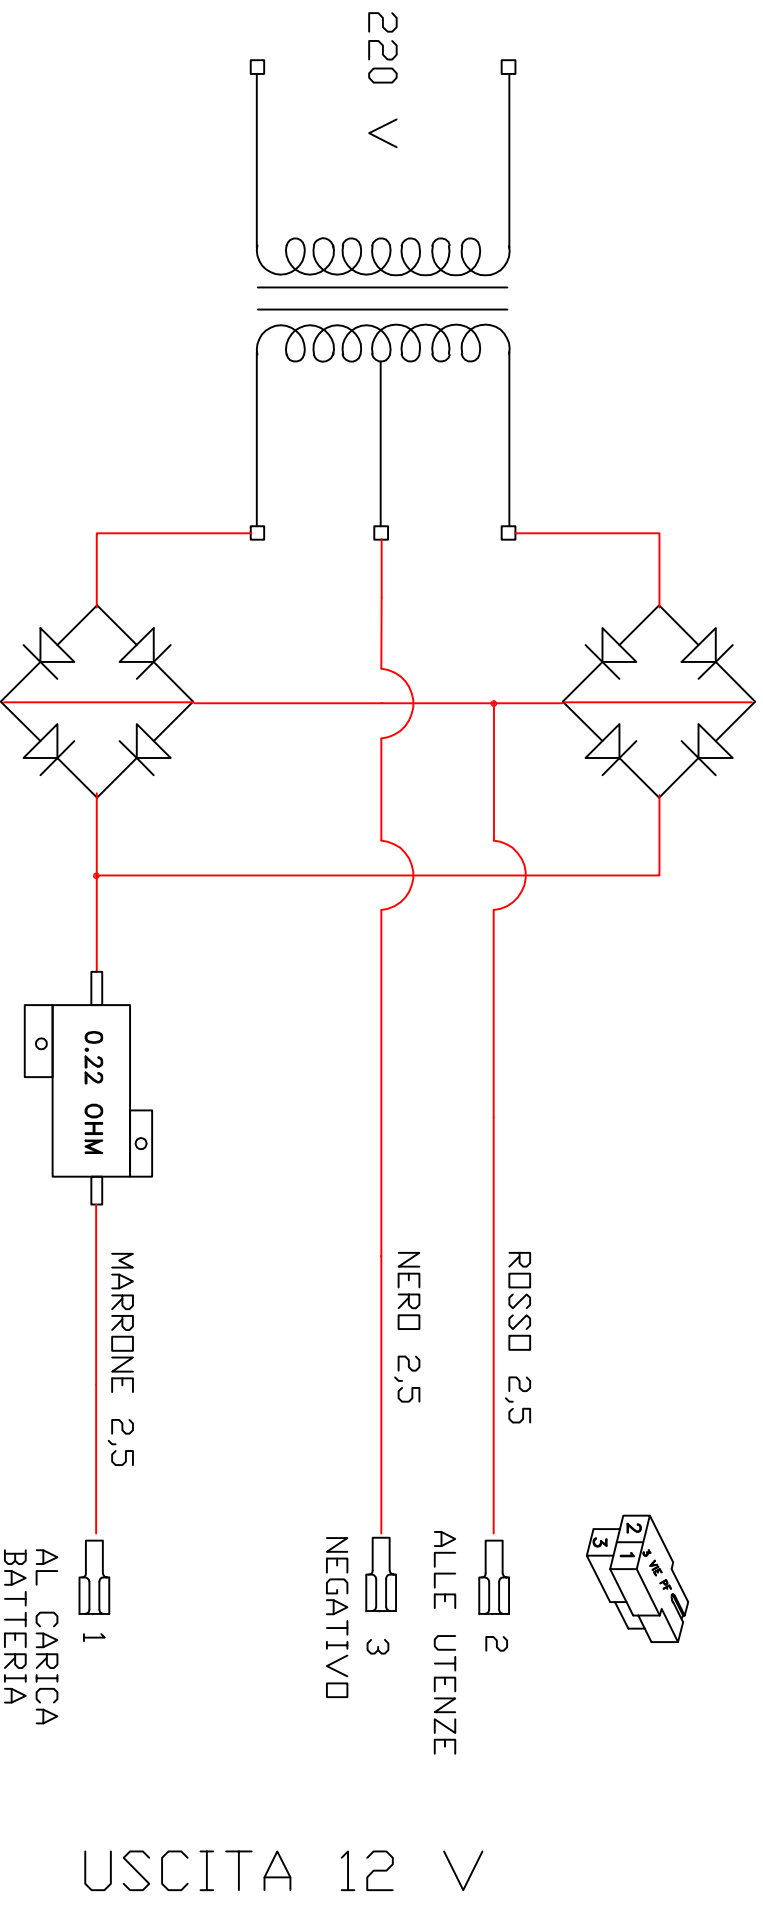 220 V
0.22 OHM
MARRONE 2,5
NERO 2,5
ROSSO 2,5
1
AL CARICA
BATTERIA
3
NEGATIVO
2
ALLE UTENZE
2
1
3
3 VIE PF
USCITA 12 V